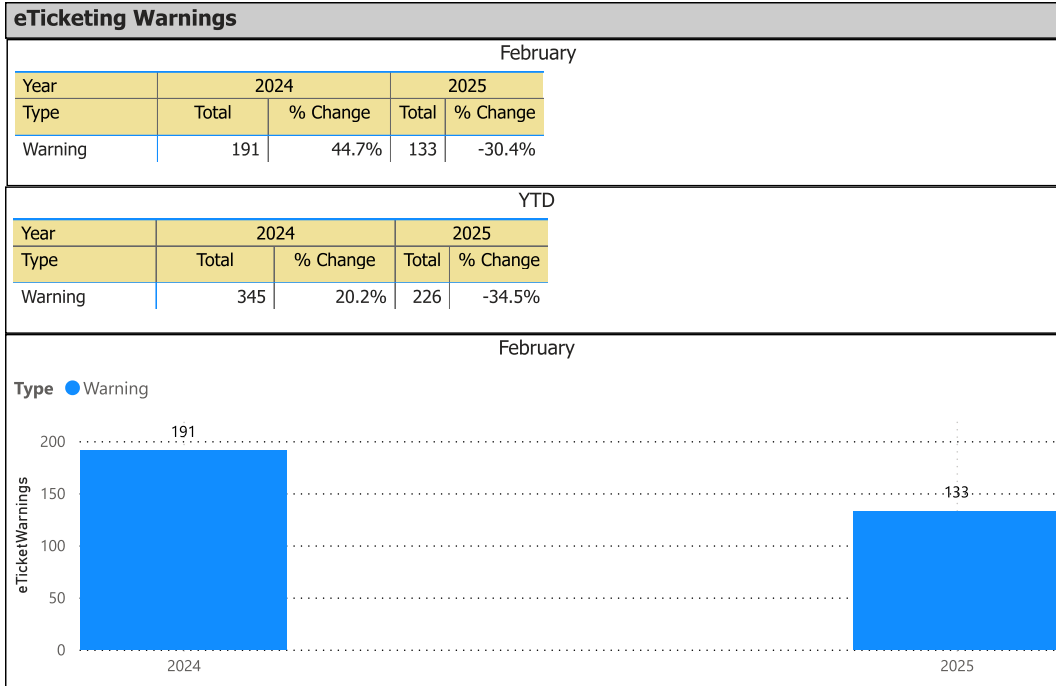 eTicketing Warnings
February
Year 2024 2025
Type Total % Change Total % Change
Warning 191 44.7% 133 -30.4%
YTD
Year 2024 2025
Type Total % Change Total % Change
Warning 345 20.2% 226 -34.5%
February
Type Warning
eTicketWarnings
200
150
100
50
0
191
133
2024 2025